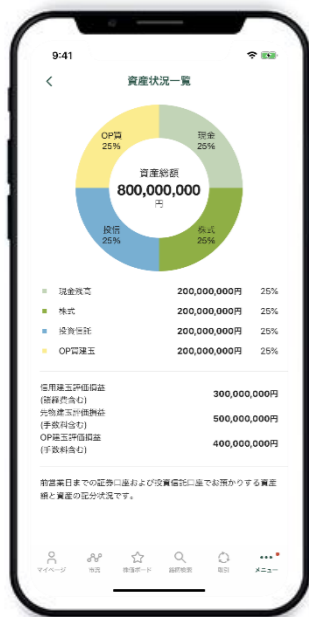 9:41
資産状況一覧
OP買
25%
現金
25%
資産総額
800,000,000
円
投信
25%
株式
25%
現金残高 200,000,000円 25%
株式 200,000,000円 25%
投資信託 200,000,000円 25%
OP買建玉 200,000,000円 25%
信用建玉評価損益
(諸経費含む)
300,000,000円
先物建玉評価損益
(手数料含む)
500,000,000円
OP建玉評価損益
(手数料含む)
400,000,000円
前営業日までの証券口座および投資信託口座でお預かりする資産
額と資産の配分状況です。
マイページ 市況 株価ボード 銘柄検索 取引 メニュー